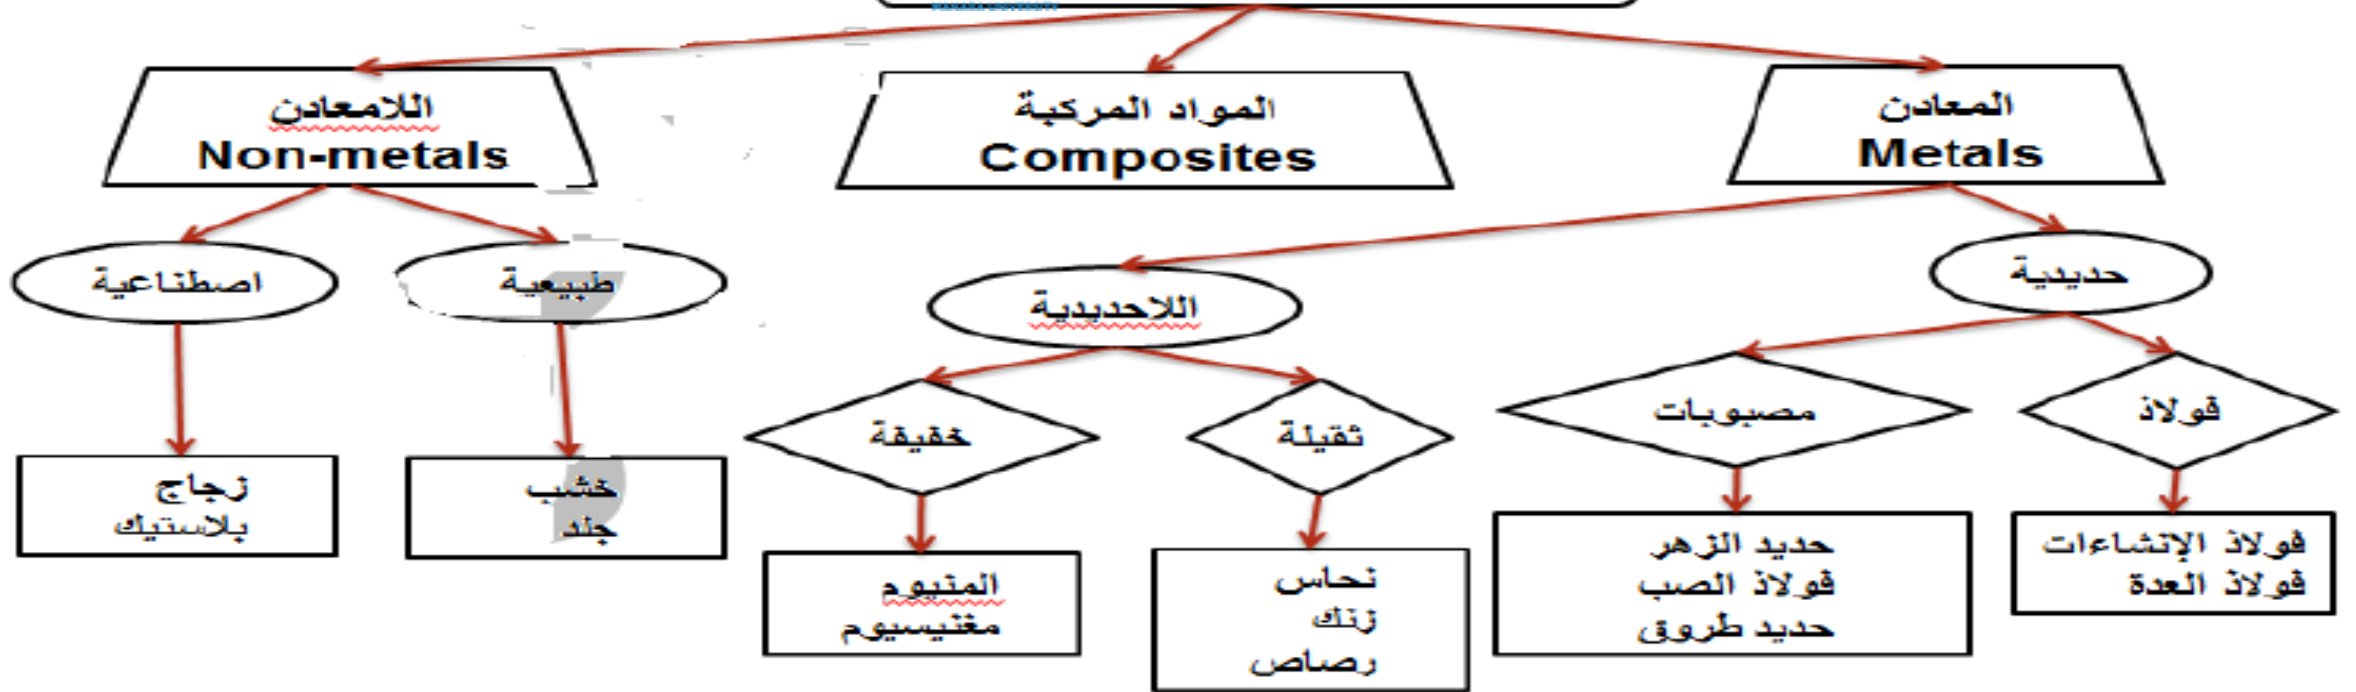 المعادن
Metals
المواد المركبة
Composites
اللامعادن
Non-metals
حديدية
اللاحديدية
طبيعية
اصطناعية
فولاذ
مصبوبات
ثقيلة
خفيفة
فولاذ الإنشاءات
فولاذ العدة
حديد الزهر
فولاذ الصب
حديد طروق
نحاس
زنك
رصاص
المنيوم
مغنيسيوم
خشب
جلد
زجاج
بلاستيك